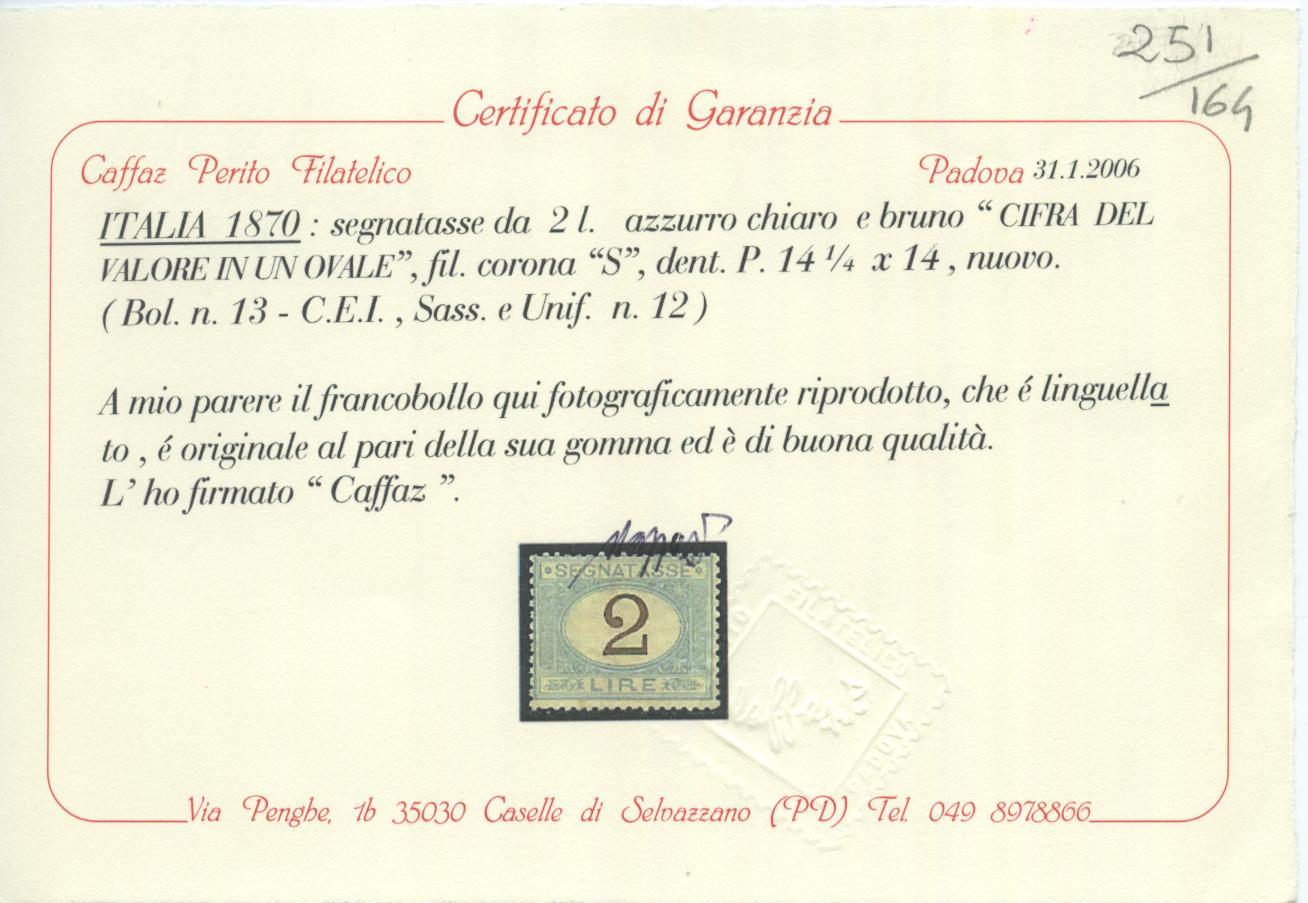 251/164
Certificato di Garanzia
Caffaz Perito Filatelico Padova 31.1.2006
ITALIA 1870 : segnatasse da 2 l. azzurro chiaro e bruno “ CIFRA DEL
VALORE IN UN OVALE”, fil. corona “S”, dent. P. 14 ¼ x 14 , nuovo.
( Bol. n. 13 - C.E.I. , Sass. e Unif. n. 12 )
A mio parere il francobollo qui fotograficamente riprodotto, che é linguella
to , é originale al pari della sua gomma ed è di buona qualità.
L’ ho firmato “ Caffaz ”.
SEGNATASSE
2
LIRE
FILATELICO
PADOVA
Via Penghe, 1b 35030 Caselle di Selvazzano (PD) Tel. 049 8978866